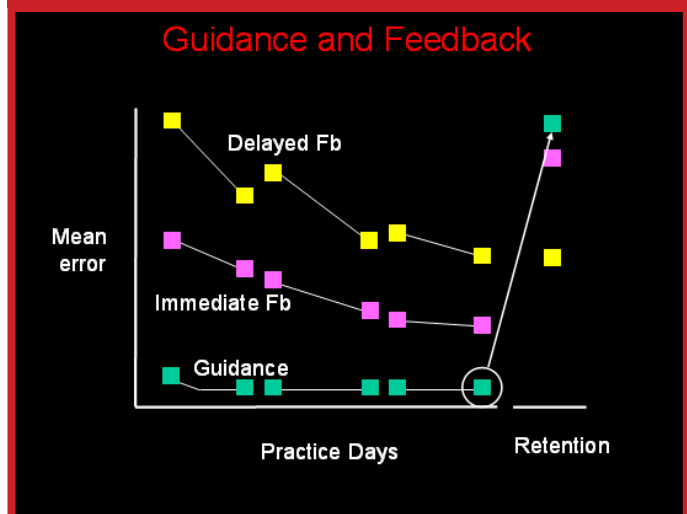 Guidance and Feedback
Delayed Fb
Mean
error
Immediate Fb
Guidance
Practice Days
Retention